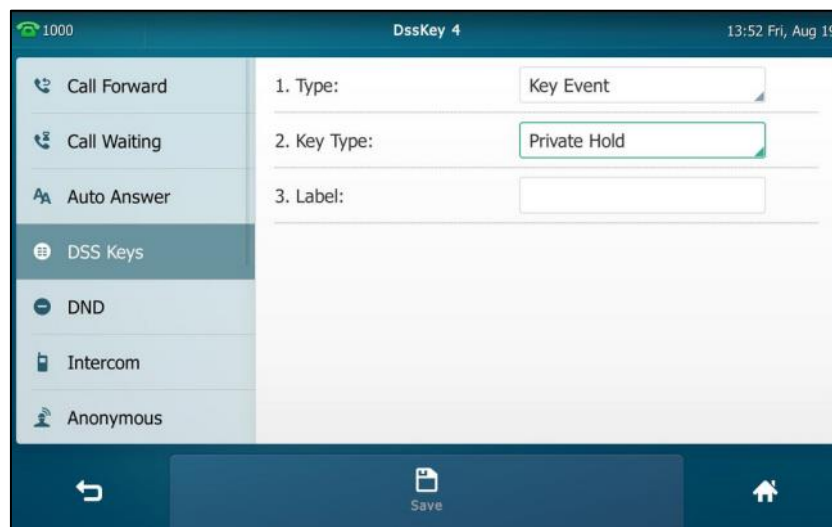 1000 DssKey 4 13:52 Fri, Aug 19
Call Forward
Call Waiting
AA Auto Answer
DSS Keys
DND
Intercom
Anonymous
1. Type: Key Event
2. Key Type: Private Hold
3. Label:
Save